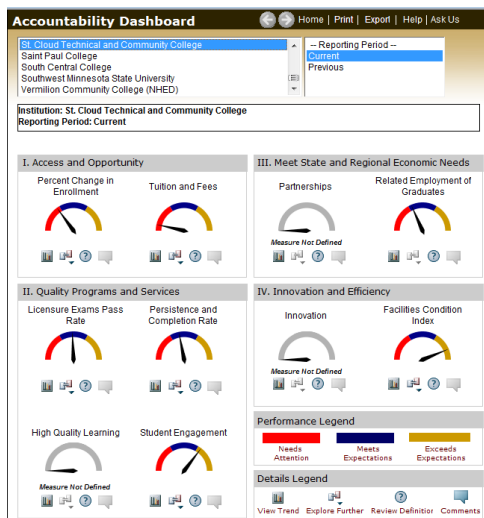 Accountability Dashboard
Home | Print | Export | Help | Ask Us
St. Cloud Technical and Community College
Saint Paul College
South Central College
Southwest Minnesota State University
Vermilion Community College (NHED)
-- Reporting Period --
Current
Previous
Institution: St. Cloud Technical and Community College
Reporting Period: Current
I. Access and Opportunity
Percent Change in
Enrollment
Tuition and Fees
III. Meet State and Regional Economic Needs
Partnerships
Measure Not Defined
Related Employment of
Graduates
II. Quality Programs and Services
Licensure Exams Pass
Rate
Persistence and
Completion Rate
High Quality Learning
Measure Not Defined
Student Engagement
IV. Innovation and Efficiency
Innovation
Measure Not Defined
Facilities Condition
Index
Performance Legend
Needs
Attention
Meets
Expectations
Exceeds
Expectations
Details Legend
View Trend
Explore Further
Review Definition
Comments